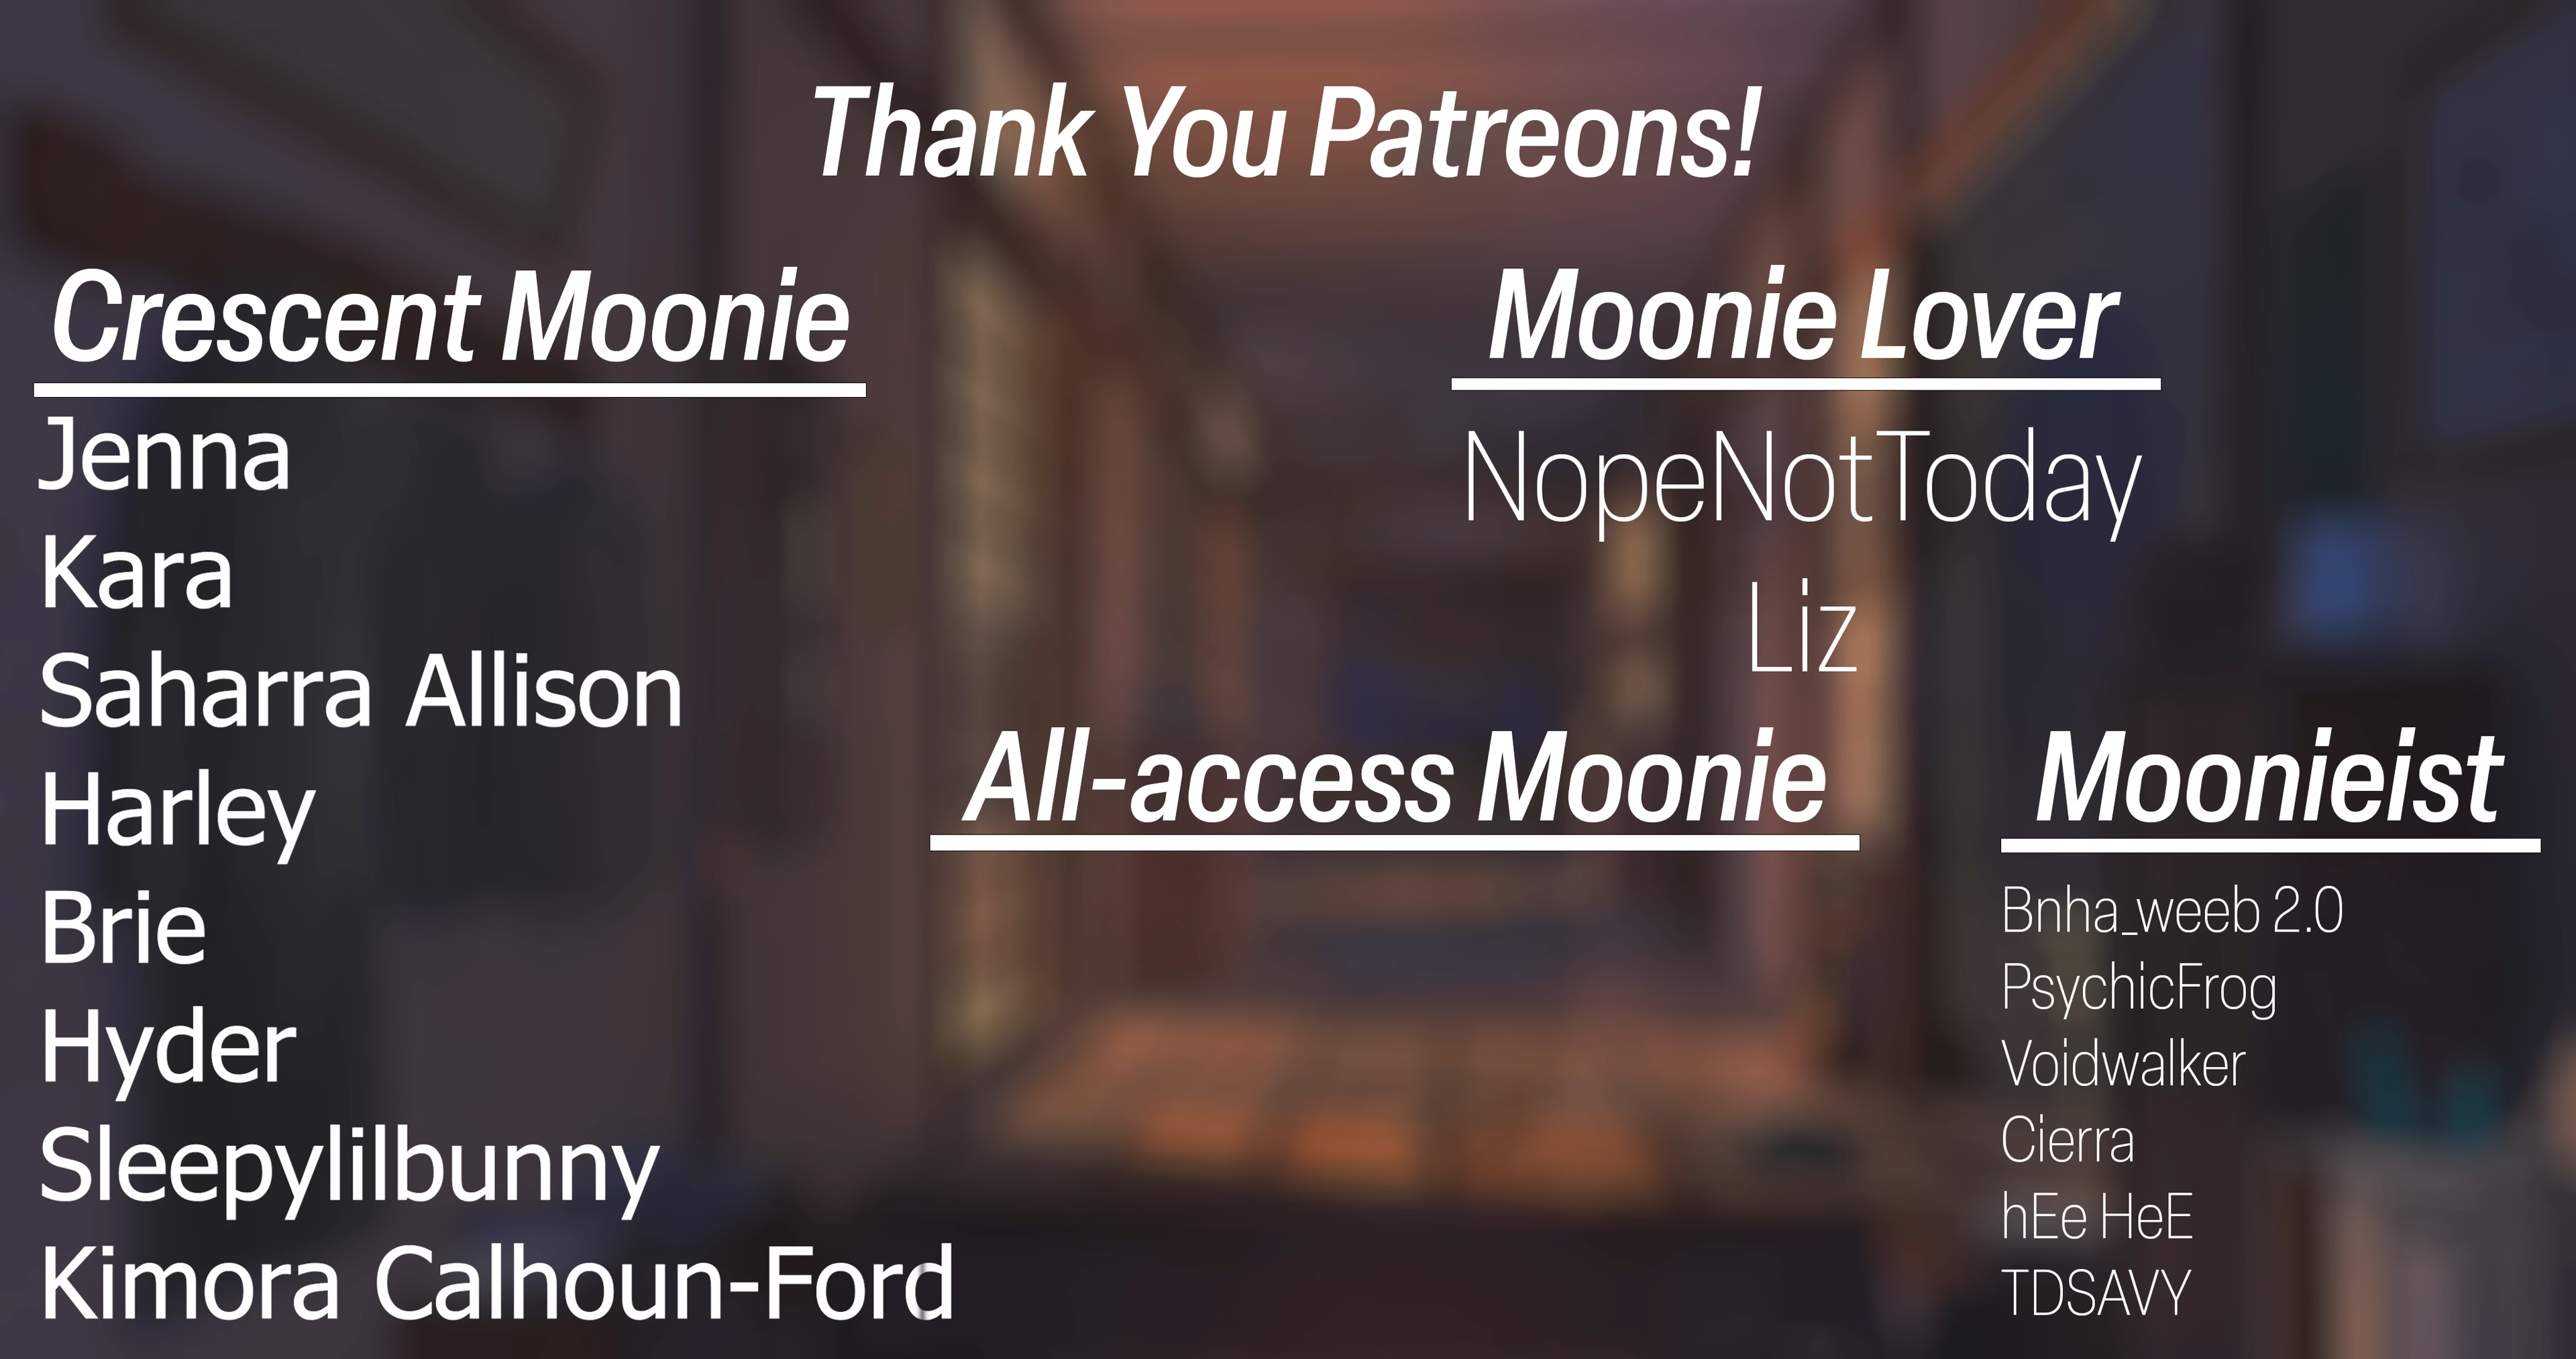 Thank You Patreons!
Crescent Moonie
Jenna
Kara
Saharra Allison
Harley
Brie
Hyder
Sleepylilbunny
Kimora Calhoun-Ford
Moonie Lover
NopeNotToday
Liz
All-access Moonie
Moonieist
Bnha_weeb 2.0
PsychicFrog
Voidwalker
Cierra
hEe HeE
TDSAVY